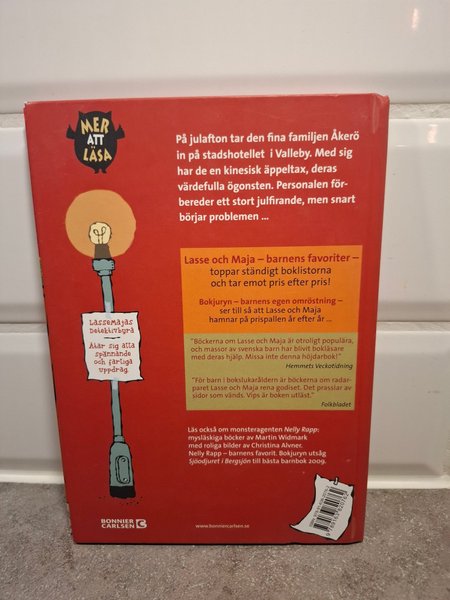 MER
ATT
LÄSA
På julafton tar den fina familjen Åkerö
in på stadshotellet i Valleby. Med sig
har de en kinesisk äppeltax, deras
värdefulla ögonsten. Personalen för-
bereder ett stort julfirande, men snart
börjar problemen ...
Lasse och Maja – barnens favoriter –
toppar ständigt boklistorna
och tar emot pris efter pris!
Bokjuryn – barnens egen omröstning –
ser till så att Lasse och Maja
hamnar på prispallen år efter år ...
"Böckerna om Lasse och Maja är otroligt populära,
och massor av svenska barn har blivit bokläsare
med deras hjälp. Missa inte denna höjdarbok!"
Hemmets Veckotidning
"För barn i bokslukaråldern är böckerna om radar-
paret Lasse och Maja rena godiset. Det prasslar av
sidor som vänds. Vips är boken utläst."
Folkbladet
LasseMajas
Detektivbyrå
Åtar sig alla
spännande
och farliga
uppdrag.
Läs också om monsteragenten Nelly Rapp:
mysläskiga böcker av Martin Widmark
med roliga bilder av Christina Alvner.
Nelly Rapp – barnens favorit. Bokjuryn utsåg
Sjöodjuret i Bergsjön till bästa barnbok 2009.
BONNIER
CARLSEN
www.bonniercarlsen.se